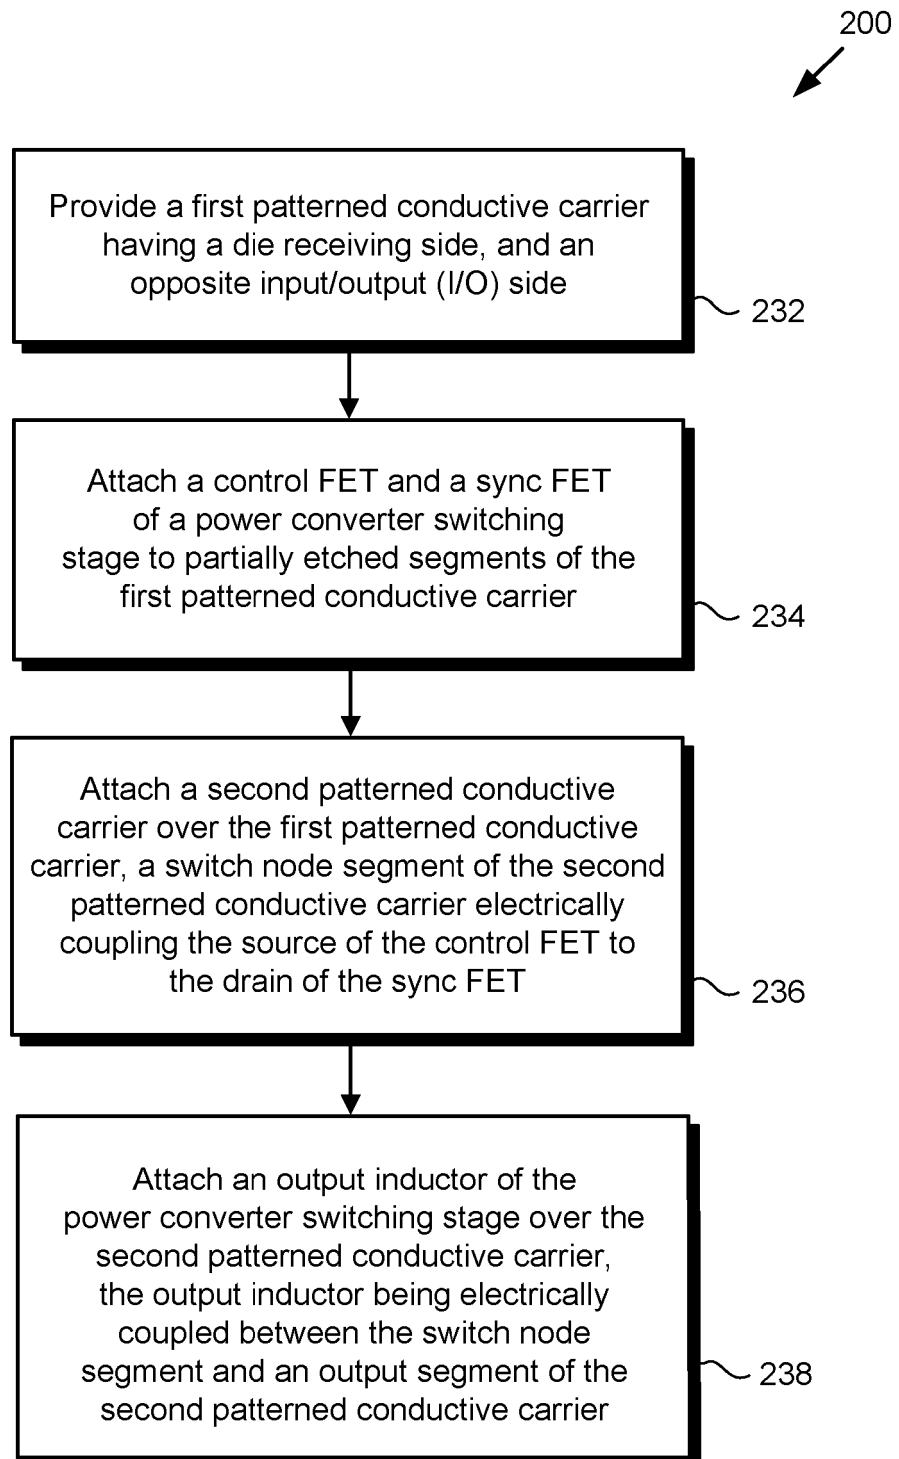 200
Provide a first patterned conductive carrier
having a die receiving side, and an
opposite input/output (I/O) side
232
Attach a control FET and a sync FET
of a power converter switching
stage to partially etched segments of the
first patterned conductive carrier
234
Attach a second patterned conductive
carrier over the first patterned conductive
carrier, a switch node segment of the second
patterned conductive carrier electrically
coupling the source of the control FET to
the drain of the sync FET
236
Attach an output inductor of the
power converter switching stage over the
second patterned conductive carrier,
the output inductor being electrically
coupled between the switch node
segment and an output segment of the
second patterned conductive carrier
238